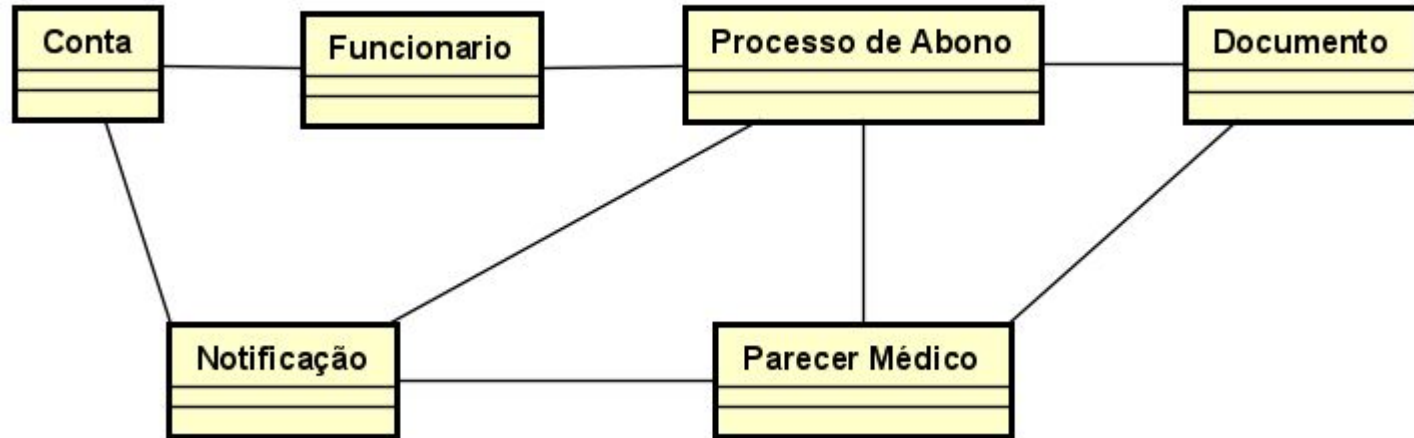 Conta
Funcionario
Processo de Abono
Documento
Notificação
Parecer Médico